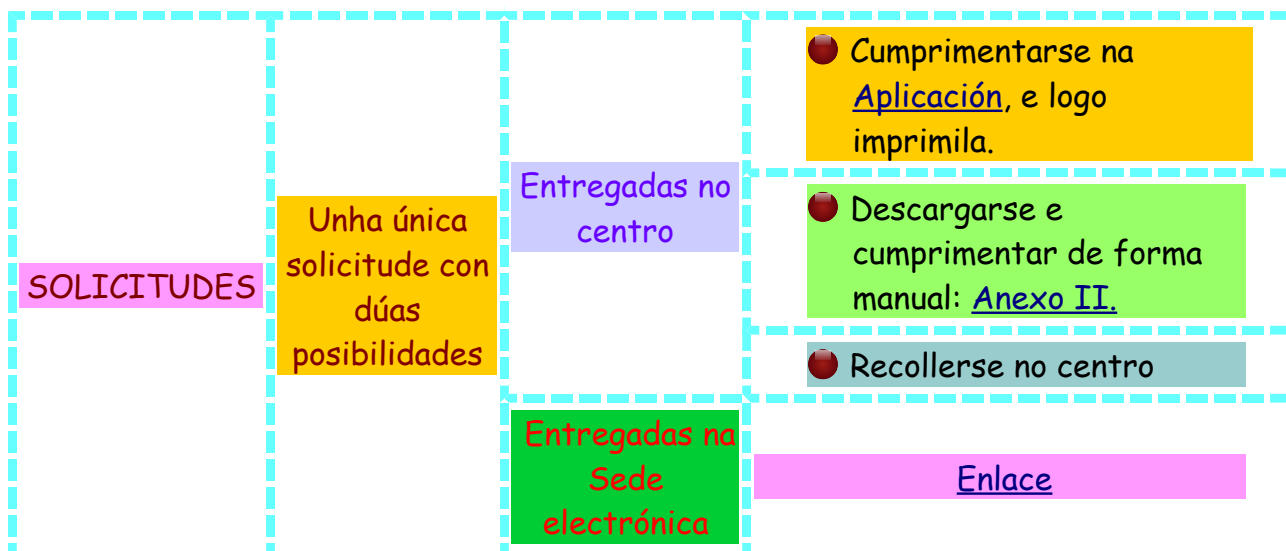 SOLICITUDES
Unha única
solicitude con
dúas
posibilidades
Entregadas no
centro
Cumprimentarse na
Aplicación, e logo
imprimila.
Descargarse e
cumprimentar de forma
manual: Anexo II.
Recollerse no centro
Entregadas na
Sede
electrónica
Enlace